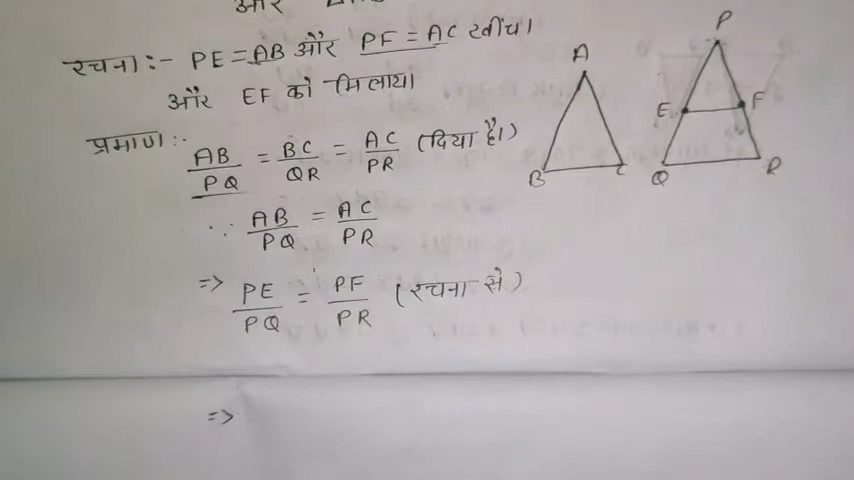 और
रचना :- PE = AB और PF = AC खींचा।
और EF को मिलाया।
प्रमाण :-
AB/PQ = BC/QR = AC/PR (दिया है।)
∵ AB/PQ = AC/PR
=> PE/PQ = PF/PR (रचना से)
=>
A
B C
P
E F
Q R